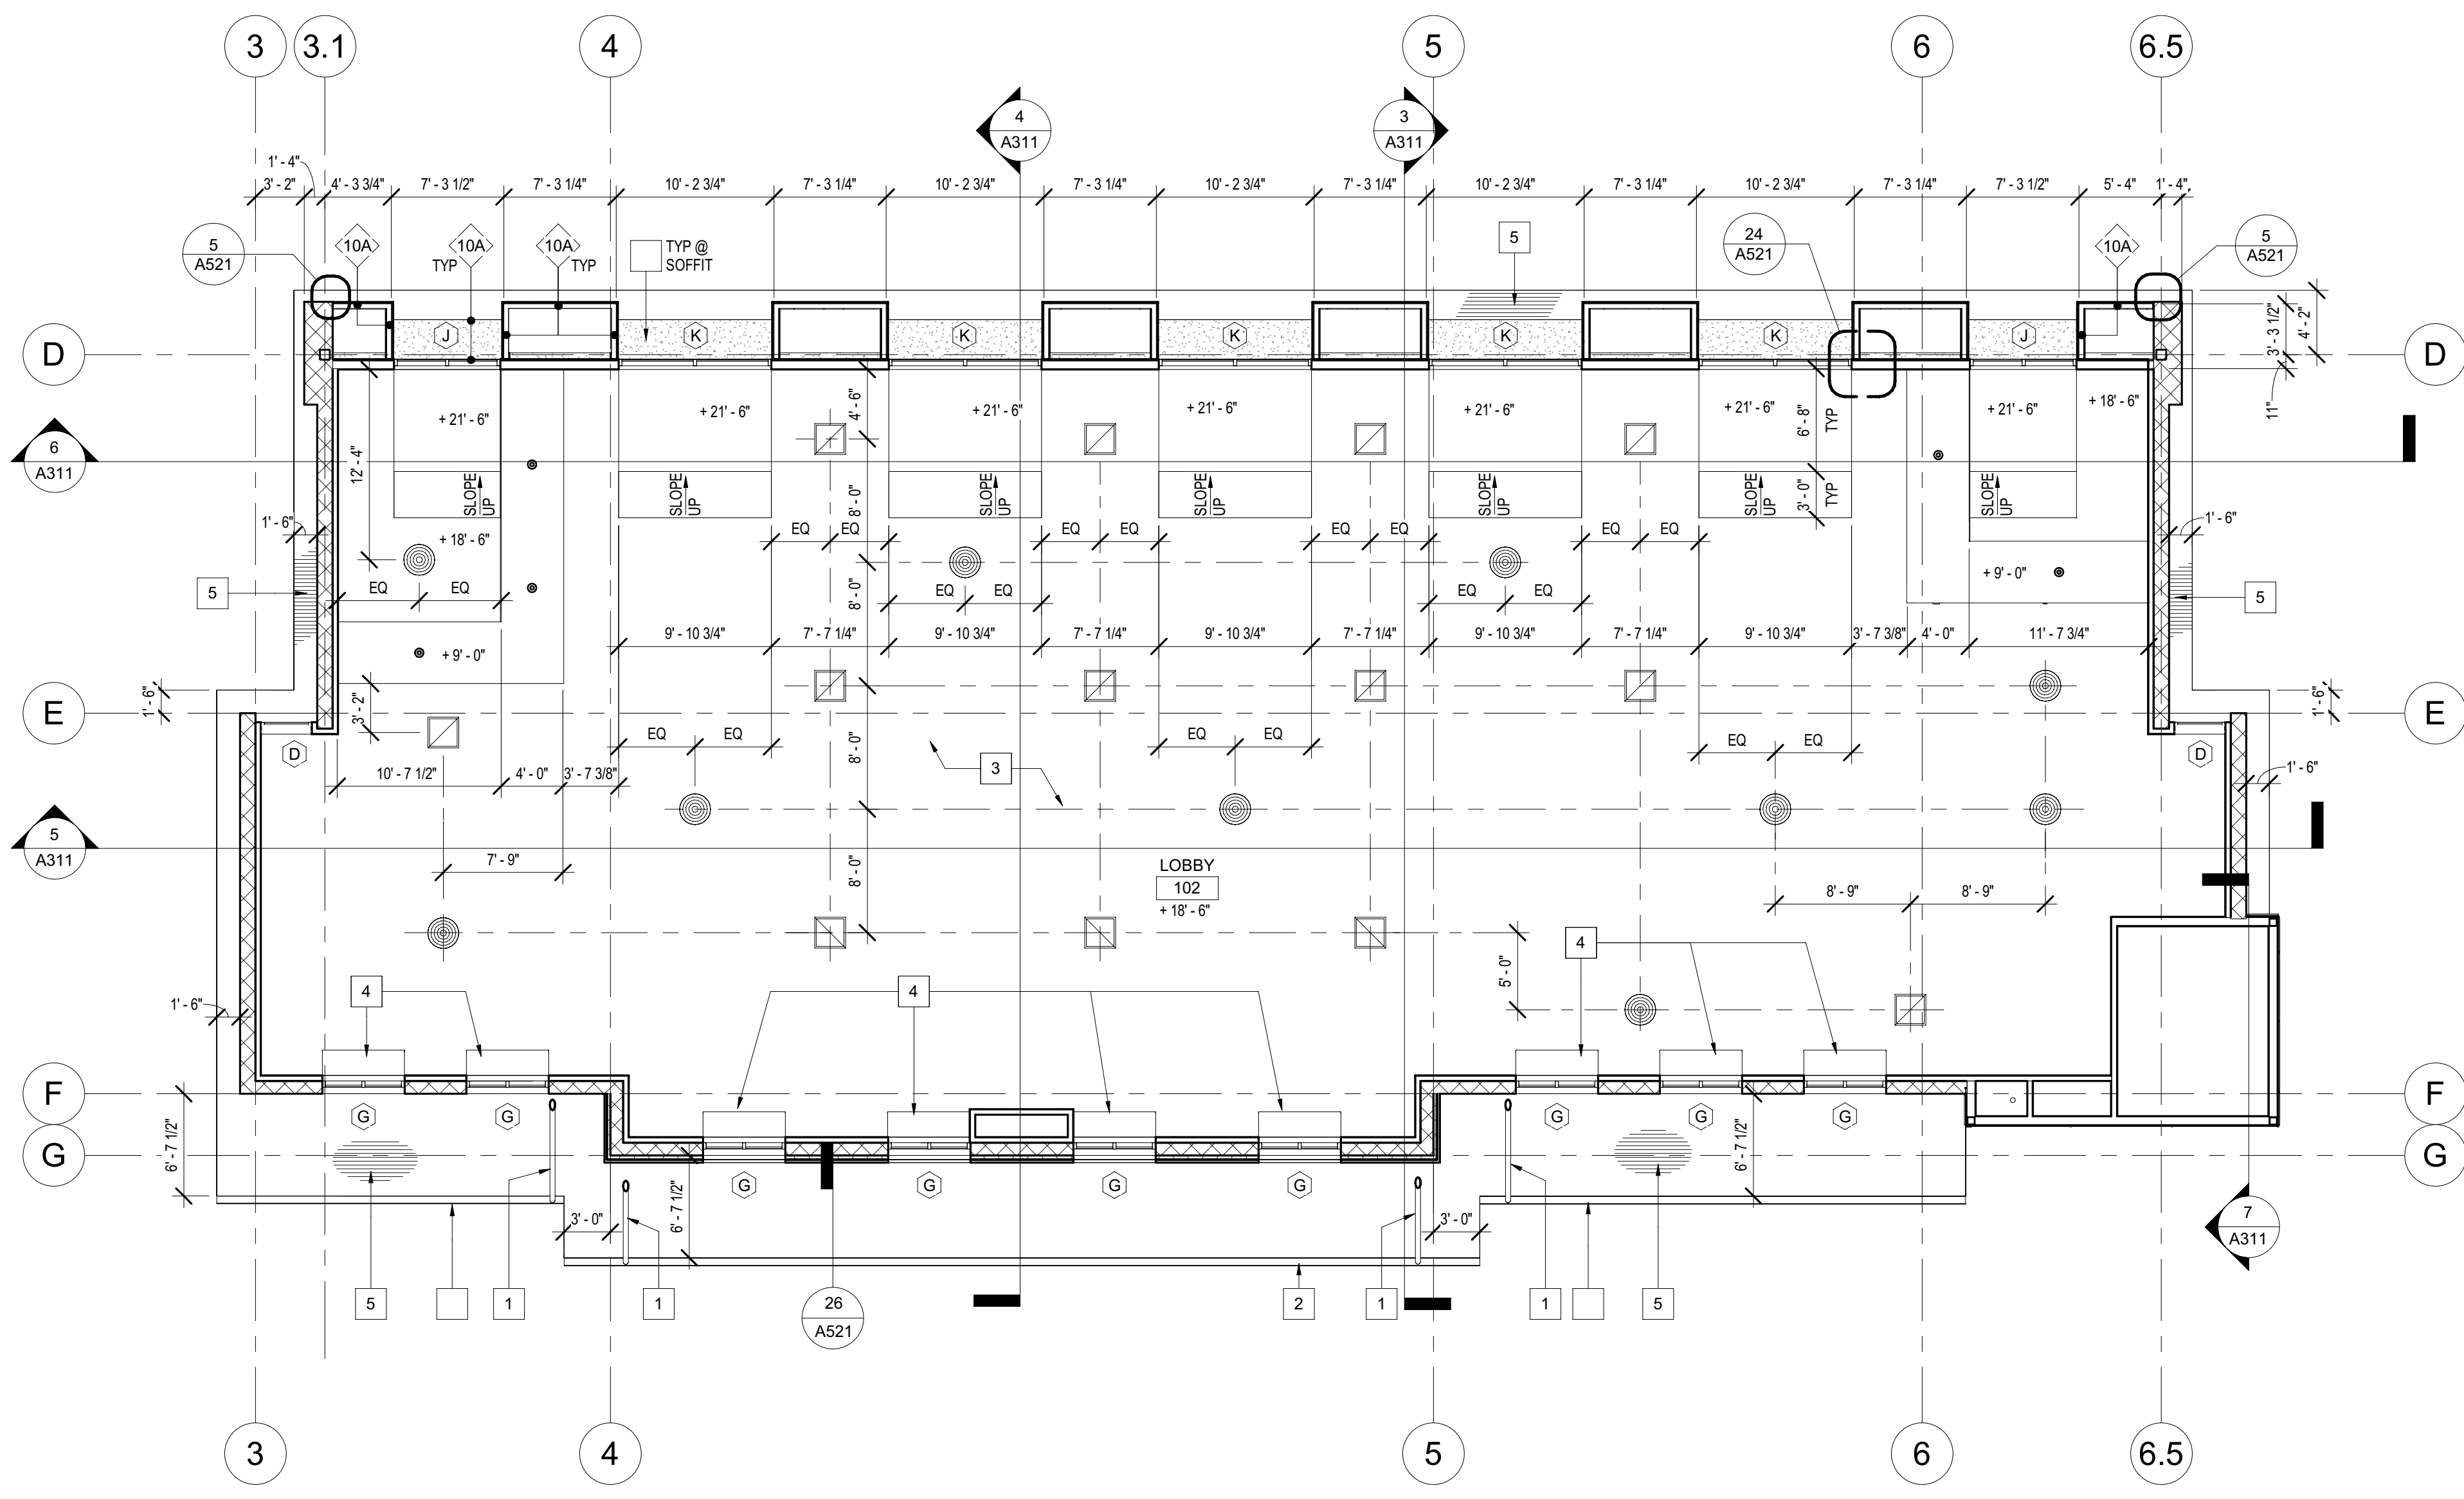 3 3.1 4 5 6 6.5
4
A311
3
A311
1' - 4"
3' - 2" 4' - 3 3/4" 7' - 3 1/2" 7' - 3 1/4" 10' - 2 3/4" 7' - 3 1/4" 10' - 2 3/4" 7' - 3 1/4" 10' - 2 3/4" 7' - 3 1/4" 10' - 2 3/4" 7' - 3 1/4" 10' - 2 3/4" 7' - 3 1/4" 7' - 3 1/2" 5' - 4" 1' - 4"
5
A521
10A
10A
TYP
10A
TYP
TYP @
SOFFIT
5
24
A521
10A
5
A521
J K K K K K J
D D
3' - 3 1/2"
4' - 2"
11"
+ 21' - 6" + 21' - 6" + 21' - 6" + 21' - 6" + 21' - 6" + 21' - 6" + 21' - 6" + 18' - 6"
12' - 4"
4' - 6"
6' - 8"
TYP
6
A311
SLOPE
UP
SLOPE
UP
SLOPE
UP
SLOPE
UP
SLOPE
UP
SLOPE
UP
SLOPE
UP
8' - 0"
3' - 0"
TYP
1' - 6" 1' - 6"
EQ EQ EQ EQ EQ EQ EQ EQ
+ 18' - 6"
+ 9' - 0"
EQ EQ EQ EQ EQ EQ
8' - 0"
5 5
9' - 10 3/4" 7' - 7 1/4" 9' - 10 3/4" 7' - 7 1/4" 9' - 10 3/4" 7' - 7 1/4" 9' - 10 3/4" 7' - 7 1/4" 9' - 10 3/4" 3' - 7 3/8" 4' - 0" 11' - 7 3/4"
+ 9' - 0"
1' - 6" 3' - 2" 1' - 6"
E E
EQ EQ EQ EQ EQ EQ
8' - 0"
D D
3
10' - 7 1/2" 4' - 0" 3' - 7 3/8"
1' - 6"
5
A311
7' - 9"
8' - 0"
LOBBY
102
+ 18' - 6"
8' - 9" 8' - 9"
4
5' - 0"
4 4
1' - 6"
F F
G G G G G
G G
6' - 7 1/2" 6' - 7 1/2"
G G G G
6' - 7 1/2"
3' - 0" 3' - 0"
7
A311
5 1 1 2 1 1 5
26
A521
3 4 5 6 6.5